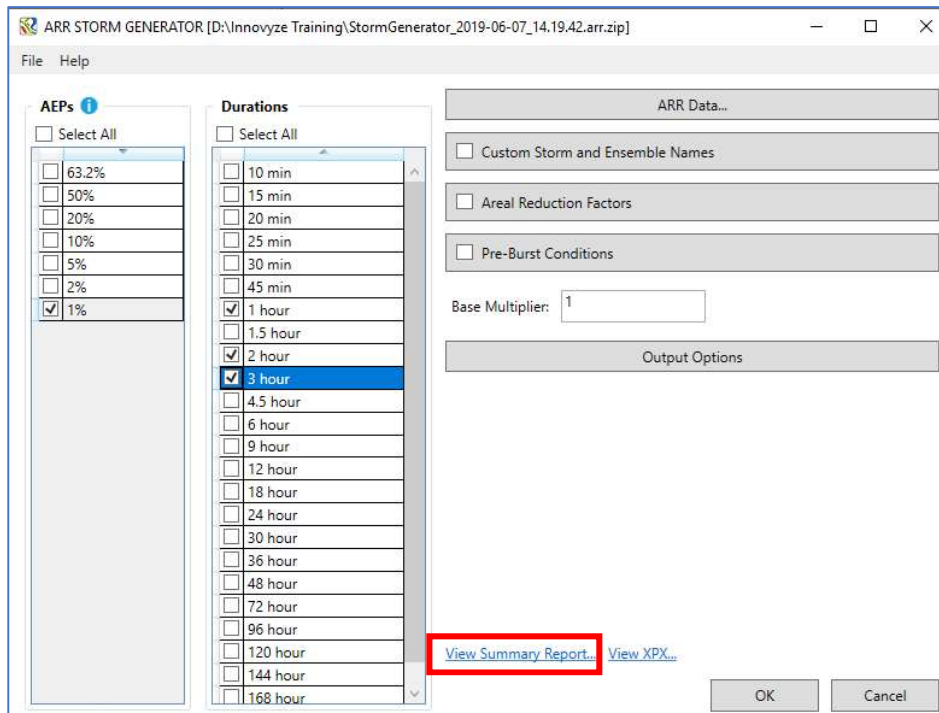 ARR STORM GENERATOR [D:\Innovyze Training\StormGenerator_2019-06-07_14.19.42.arr.zip]
File Help
AEPs
Select All
63.2%
50%
20%
10%
5%
2%
1%
Durations
Select All
10 min
15 min
20 min
25 min
30 min
45 min
1 hour
1.5 hour
2 hour
3 hour
4.5 hour
6 hour
9 hour
12 hour
18 hour
24 hour
30 hour
36 hour
48 hour
72 hour
96 hour
120 hour
144 hour
168 hour
ARR Data...
Custom Storm and Ensemble Names
Areal Reduction Factors
Pre-Burst Conditions
Base Multiplier: 1
Output Options
View Summary Report... View XPX...
OK Cancel